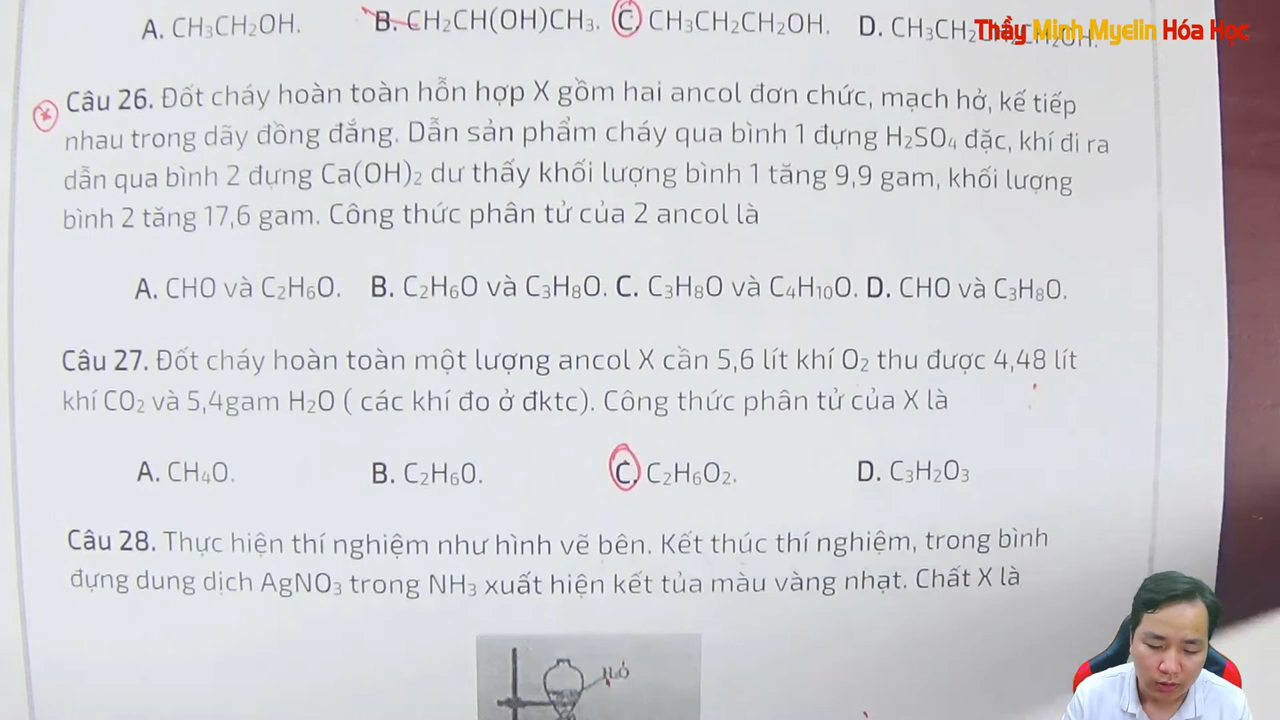 A. CH₃CH₂OH. B. CH₂CH(OH)CH₃. C. CH₃CH₂CH₂OH. D. CH₃CH₂
Thầy Minh Myelin Hóa Học
Câu 26. Đốt cháy hoàn toàn hỗn hợp X gồm hai ancol đơn chức, mạch hở, kế tiếp
nhau trong dãy đồng đẳng. Dẫn sản phẩm cháy qua bình 1 đựng H₂SO₄ đặc, khí đi ra
dẫn qua bình 2 đựng Ca(OH)₂ dư thấy khối lượng bình 1 tăng 9,9 gam, khối lượng
bình 2 tăng 17,6 gam. Công thức phân tử của 2 ancol là
A. CHO và C₂H₆O. B. C₂H₆O và C₃H₈O. C. C₃H₈O và C₄H₁₀O. D. CHO và C₃H₈O.
Câu 27. Đốt cháy hoàn toàn một lượng ancol X cần 5,6 lít khí O₂ thu được 4,48 lít
khí CO₂ và 5,4gam H₂O ( các khí đo ở đktc). Công thức phân tử của X là
A. CH₄O. B. C₂H₆O. C. C₂H₆O₂. D. C₃H₂O₃
Câu 28. Thực hiện thí nghiệm như hình vẽ bên. Kết thúc thí nghiệm, trong bình
đựng dung dịch AgNO₃ trong NH₃ xuất hiện kết tủa màu vàng nhạt. Chất X là
H₂O